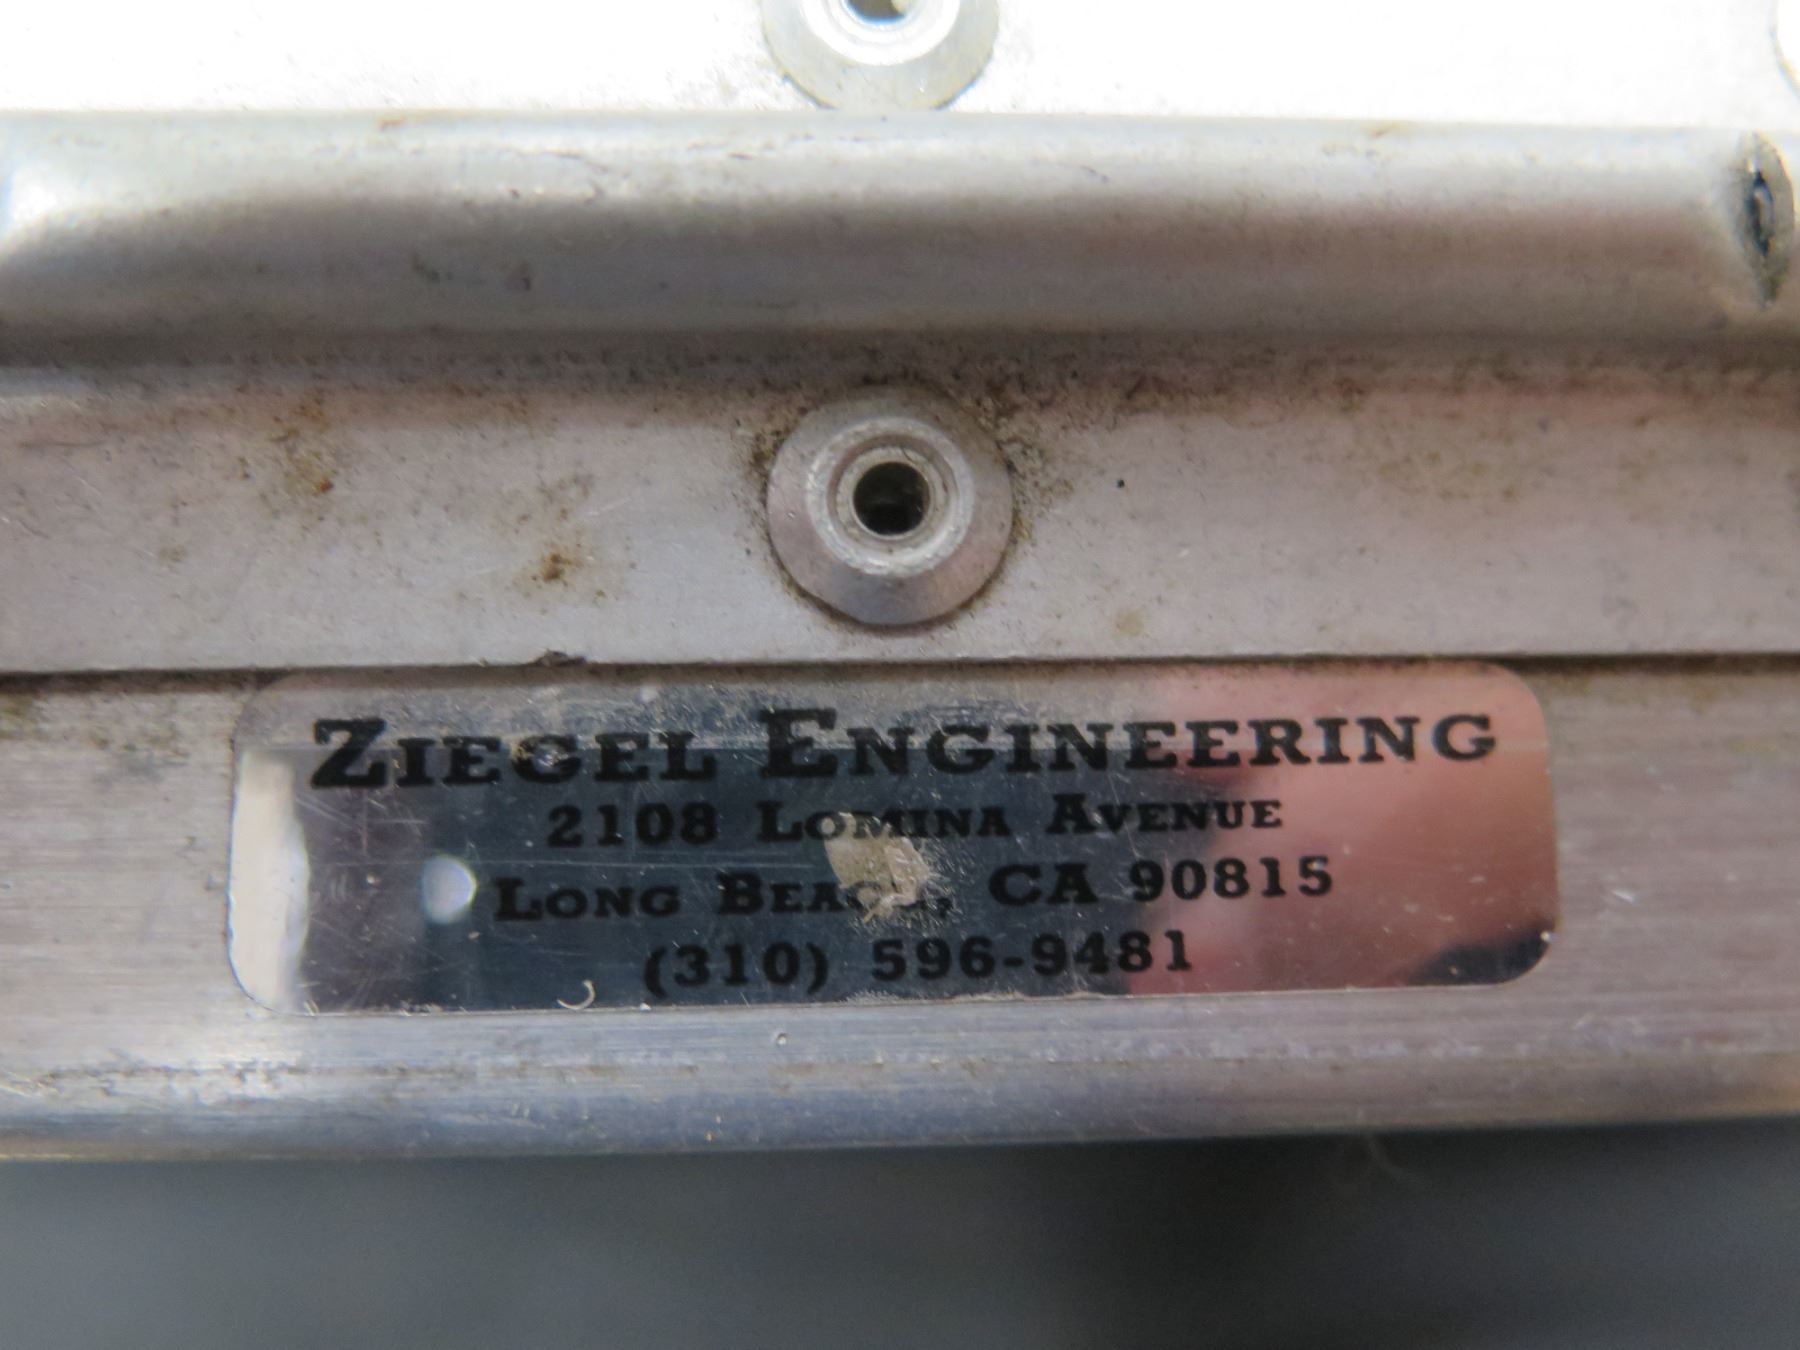 ZIEGEL ENGINEERING
2108 LOMINA AVENUE
LONG BEACH, CA 90815
(310) 596-9481